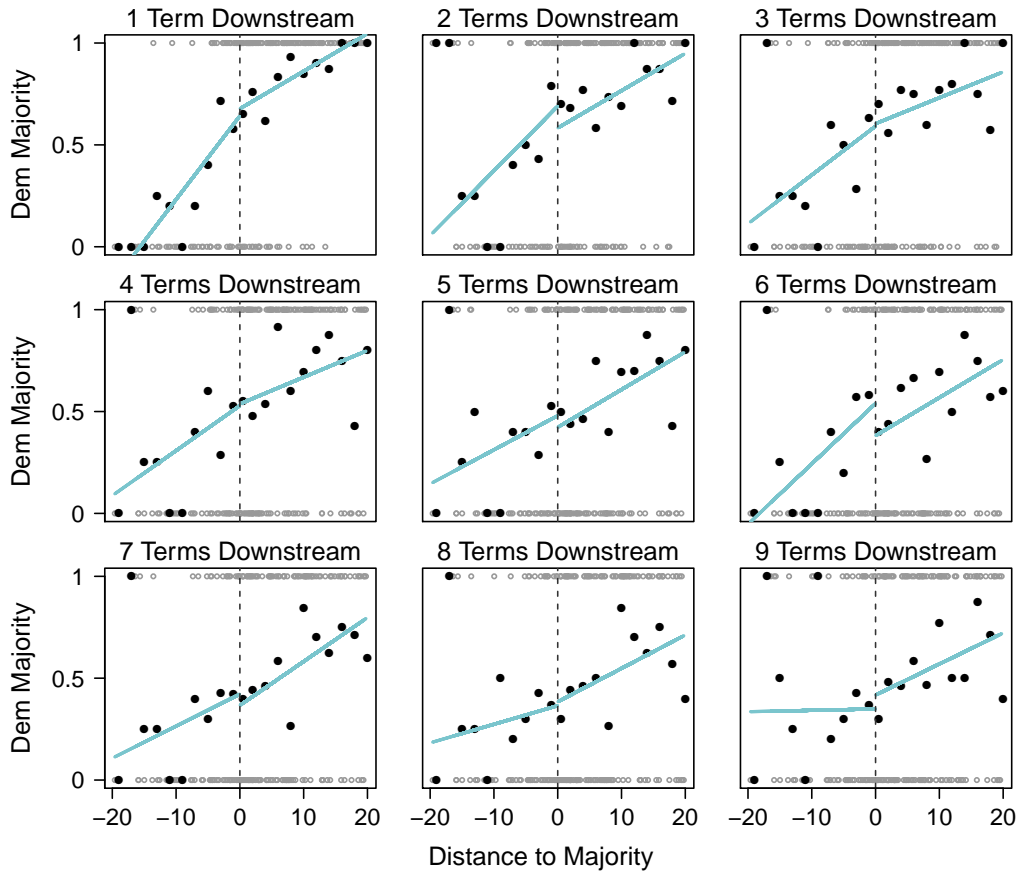 1 Term Downstream
2 Terms Downstream
3 Terms Downstream
Dem Majority
1
0.5
0
4 Terms Downstream
5 Terms Downstream
6 Terms Downstream
Dem Majority
1
0.5
0
7 Terms Downstream
8 Terms Downstream
9 Terms Downstream
Dem Majority
1
0.5
0
−20 −10 0 10 20
−20 −10 0 10 20
−20 −10 0 10 20
Distance to Majority